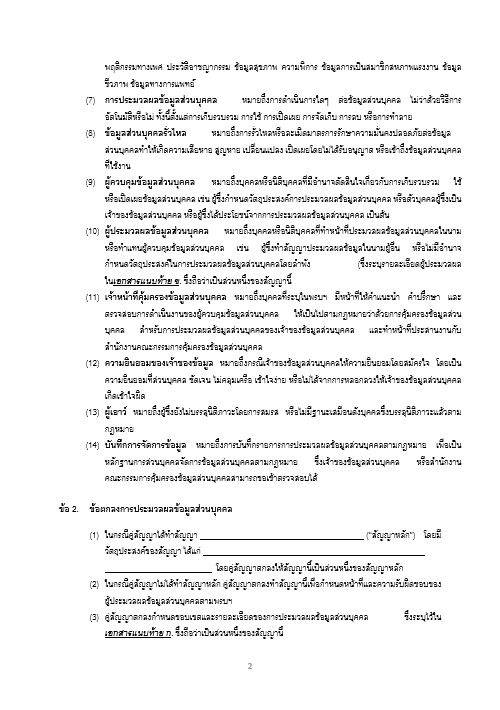 พฤติกรรมทางเพศ ประวัติอาชญากรรม ข้อมูลสุขภาพ ความพิการ ข้อมูลการเป็นสมาชิกสหภาพแรงงาน ข้อมูล
ชีวภาพ ข้อมูลทางการแพทย์
(7) การประมวลผลข้อมูลส่วนบุคคล หมายถึงการดำเนินการใดๆ ต่อข้อมูลส่วนบุคคล ไม่ว่าด้วยวิธีการ
อัตโนมัติหรือไม่ ทั้งนี้ตั้งแต่การเก็บรวบรวม การใช้ การเปิดเผย การจัดเก็บ การลบ หรือการทำลาย
(8) ข้อมูลส่วนบุคคลรั่วไหล หมายถึงการรั่วไหลหรือละเมิดมาตรการรักษาความมั่นคงปลอดภัยต่อข้อมูล
ส่วนบุคคลทำให้เกิดความเสียหาย สูญหาย เปลี่ยนแปลง เปิดเผยโดยไม่ได้รับอนุญาต หรือเข้าถึงข้อมูลส่วนบุคคล
ที่ใช้งาน
(9) ผู้ควบคุมข้อมูลส่วนบุคคล หมายถึงบุคคลหรือนิติบุคคลที่มีอำนาจตัดสินใจเกี่ยวกับการเก็บรวบรวม ใช้
หรือเปิดเผยข้อมูลส่วนบุคคล เช่น ผู้ซึ่งกำหนดวัตถุประสงค์การประมวลผลข้อมูลส่วนบุคคล หรือตัวบุคคลผู้ซึ่งเป็น
เจ้าของข้อมูลส่วนบุคคล หรือผู้ซึ่งได้ประโยชน์จากการประมวลผลข้อมูลส่วนบุคคล เป็นต้น
(10) ผู้ประมวลผลข้อมูลส่วนบุคคล หมายถึงบุคคลหรือนิติบุคคลที่ทำหน้าที่ประมวลผลข้อมูลส่วนบุคคลในนาม
หรือทำแทนผู้ควบคุมข้อมูลส่วนบุคคล เช่น ผู้ซึ่งทำสัญญาประมวลผลข้อมูลในนามผู้อื่น หรือไม่มีอำนาจ
กำหนดวัตถุประสงค์ในการประมวลผลข้อมูลส่วนบุคคลโดยลำพัง (ซึ่งระบุรายละเอียดผู้ประมวลผล
ในเอกสารแนบท้าย ข. ซึ่งถือว่าเป็นส่วนหนึ่งของสัญญานี้
(11) เจ้าหน้าที่คุ้มครองข้อมูลส่วนบุคคล หมายถึงบุคคลที่ระบุในพรบฯ มีหน้าที่ให้คำแนะนำ คำปรึกษา และ
ตรวจสอบการดำเนินงานของผู้ควบคุมข้อมูลส่วนบุคคล ให้เป็นไปตามกฎหมายว่าด้วยการคุ้มครองข้อมูลส่วน
บุคคล สำหรับการประมวลผลข้อมูลส่วนบุคคลของเจ้าของข้อมูลส่วนบุคคล และทำหน้าที่ประสานงานกับ
สำนักงานคณะกรรมการคุ้มครองข้อมูลส่วนบุคคล
(12) ความยินยอมของเจ้าของข้อมูล หมายถึงกรณีเจ้าของข้อมูลส่วนบุคคลให้ความยินยอมโดยสมัครใจ โดยเป็น
ความยินยอมที่ส่วนบุคคล ชัดเจน ไม่คลุมเครือ เข้าใจง่าย หรือไม่ได้จากการหลอกลวงให้เจ้าของข้อมูลส่วนบุคคล
เกิดเข้าใจผิด
(13) ผู้เยาว์ หมายถึงผู้ซึ่งยังไม่บรรลุนิติภาวะโดยการสมรส หรือไม่มีฐานะเสมือนดังบุคคลซึ่งบรรลุนิติภาวะแล้วตาม
กฎหมาย
(14) บันทึกการจัดการข้อมูล หมายถึงการบันทึกรายการการประมวลผลข้อมูลส่วนบุคคลตามกฎหมาย เพื่อเป็น
หลักฐานการส่วนบุคคลจัดการข้อมูลส่วนบุคคลตามกฎหมาย ซึ่งเจ้าของข้อมูลส่วนบุคคล หรือสำนักงาน
คณะกรรมการคุ้มครองข้อมูลส่วนบุคคลสามารถขอเข้าตรวจสอบได้
ข้อ 2. ข้อตกลงการประมวลผลข้อมูลส่วนบุคคล
(1) ในกรณีคู่สัญญาได้ทำสัญญา ____________________ ("สัญญาหลัก") โดยมี
วัตถุประสงค์ของสัญญา ได้แก่ ____________________
____________________ โดยคู่สัญญาตกลงให้สัญญานี้เป็นส่วนหนึ่งของสัญญาหลัก
(2) ในกรณีคู่สัญญาไม่ได้ทำสัญญาหลัก คู่สัญญาตกลงทำสัญญานี้เพื่อกำหนดหน้าที่และความรับผิดชอบของ
ผู้ประมวลผลข้อมูลส่วนบุคคลตามพรบฯ
(3) คู่สัญญาตกลงกำหนดขอบเขตและรายละเอียดของการประมวลผลข้อมูลส่วนบุคคล ซึ่งระบุไว้ใน
เอกสารแนบท้าย ก. ซึ่งถือว่าเป็นส่วนหนึ่งของสัญญานี้
2